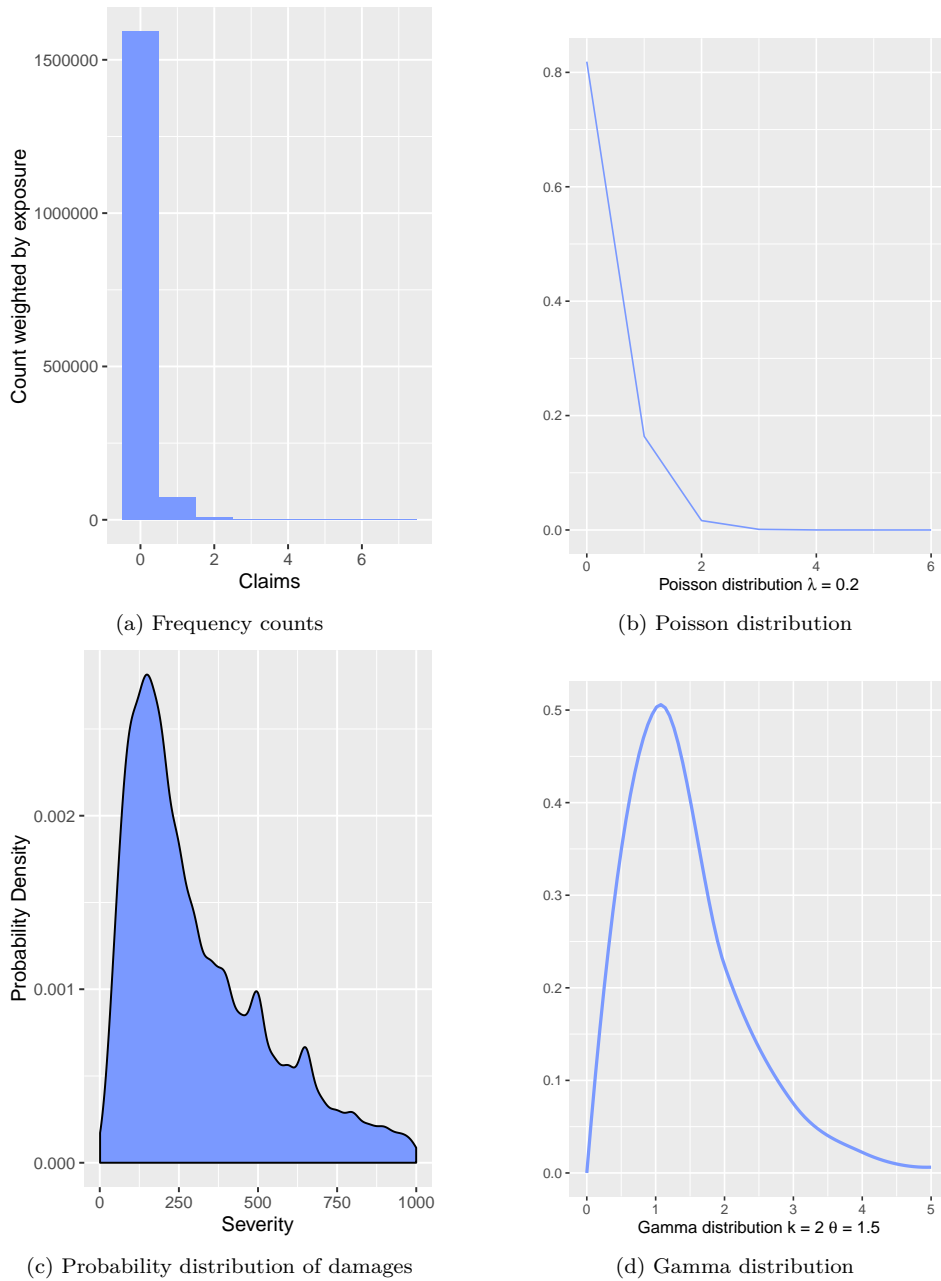 1500000
1000000
500000
0
Count weighted by exposure
0 2 4 6
Claims
(a) Frequency counts
0.8
0.6
0.4
0.2
0.0
0 2 4 6
Poisson distribution λ = 0.2
(b) Poisson distribution
0.002
0.001
0.000
Probability Density
0 250 500 750 1000
Severity
(c) Probability distribution of damages
0.5
0.4
0.3
0.2
0.1
0.0
0 1 2 3 4 5
Gamma distribution k = 2 θ = 1.5
(d) Gamma distribution